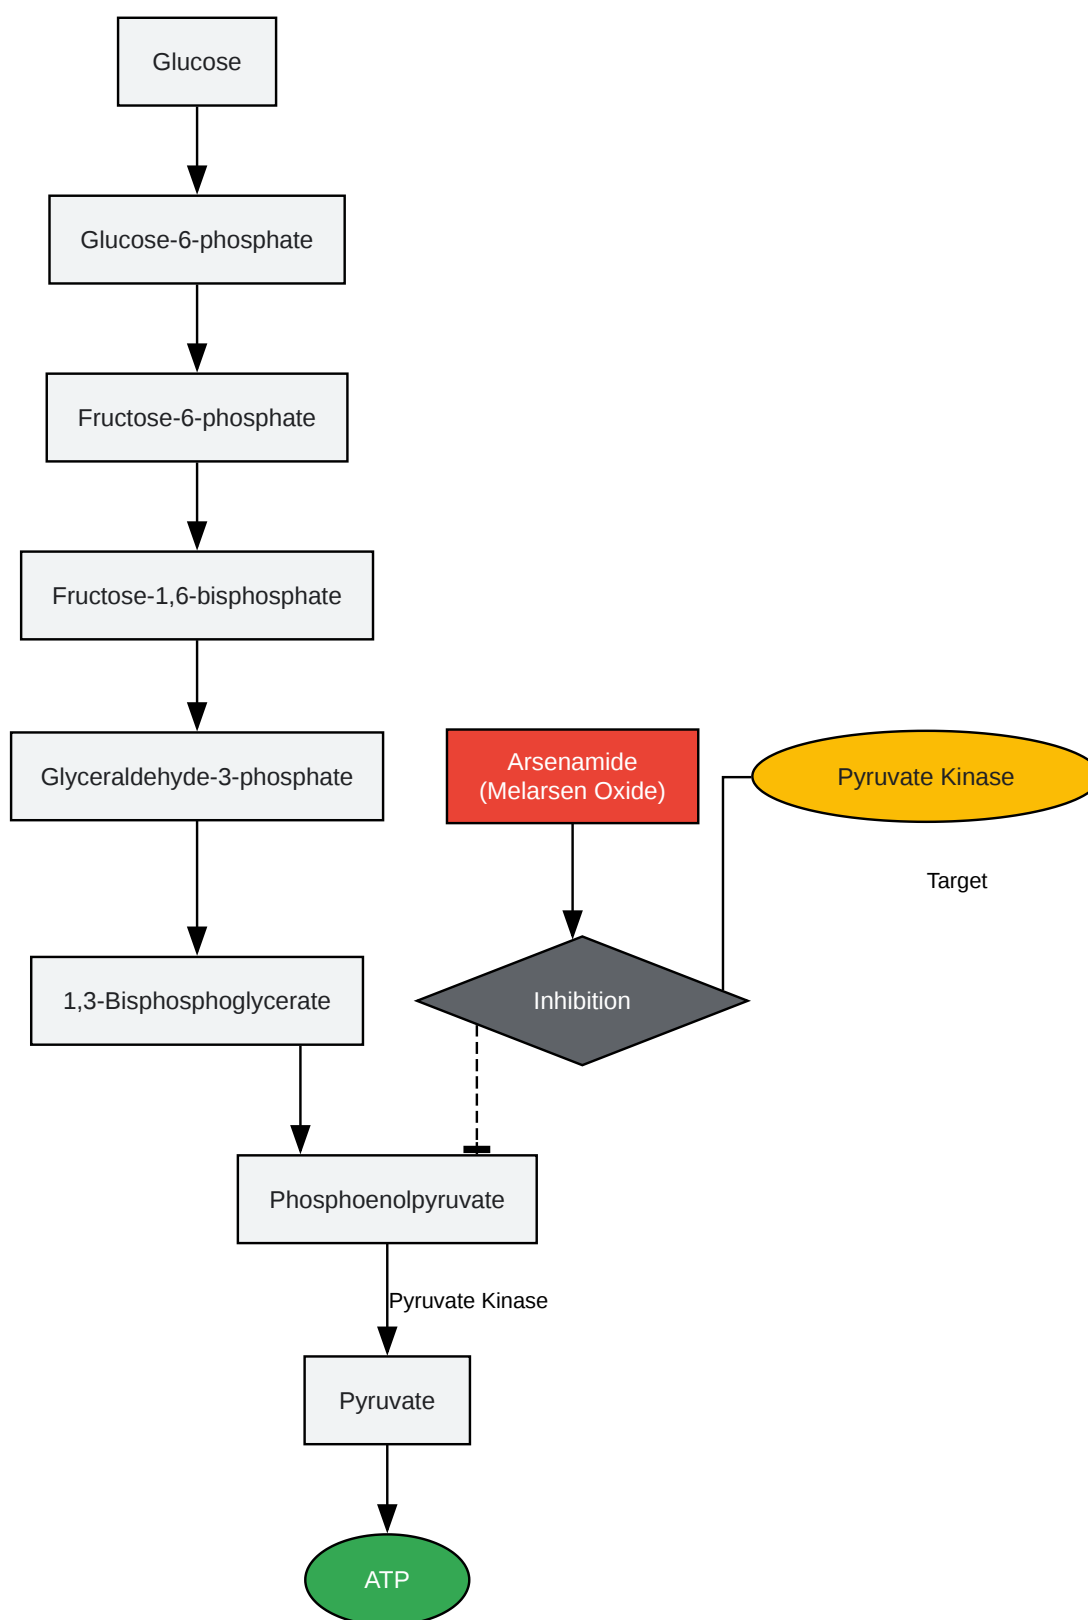 Glucose
Glucose-6-phosphate
Fructose-6-phosphate
Fructose-1,6-bisphosphate
Glyceraldehyde-3-phosphate
Arsenamide
(Melarsen Oxide)
Pyruvate Kinase
Target
1,3-Bisphosphoglycerate
Inhibition
Phosphoenolpyruvate
Pyruvate Kinase
Pyruvate
ATP